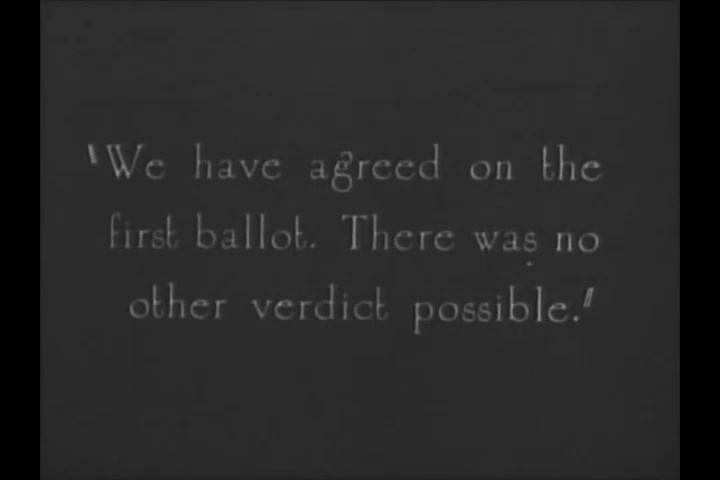 "We have agreed on the
first ballot. There was no
other verdict possible."